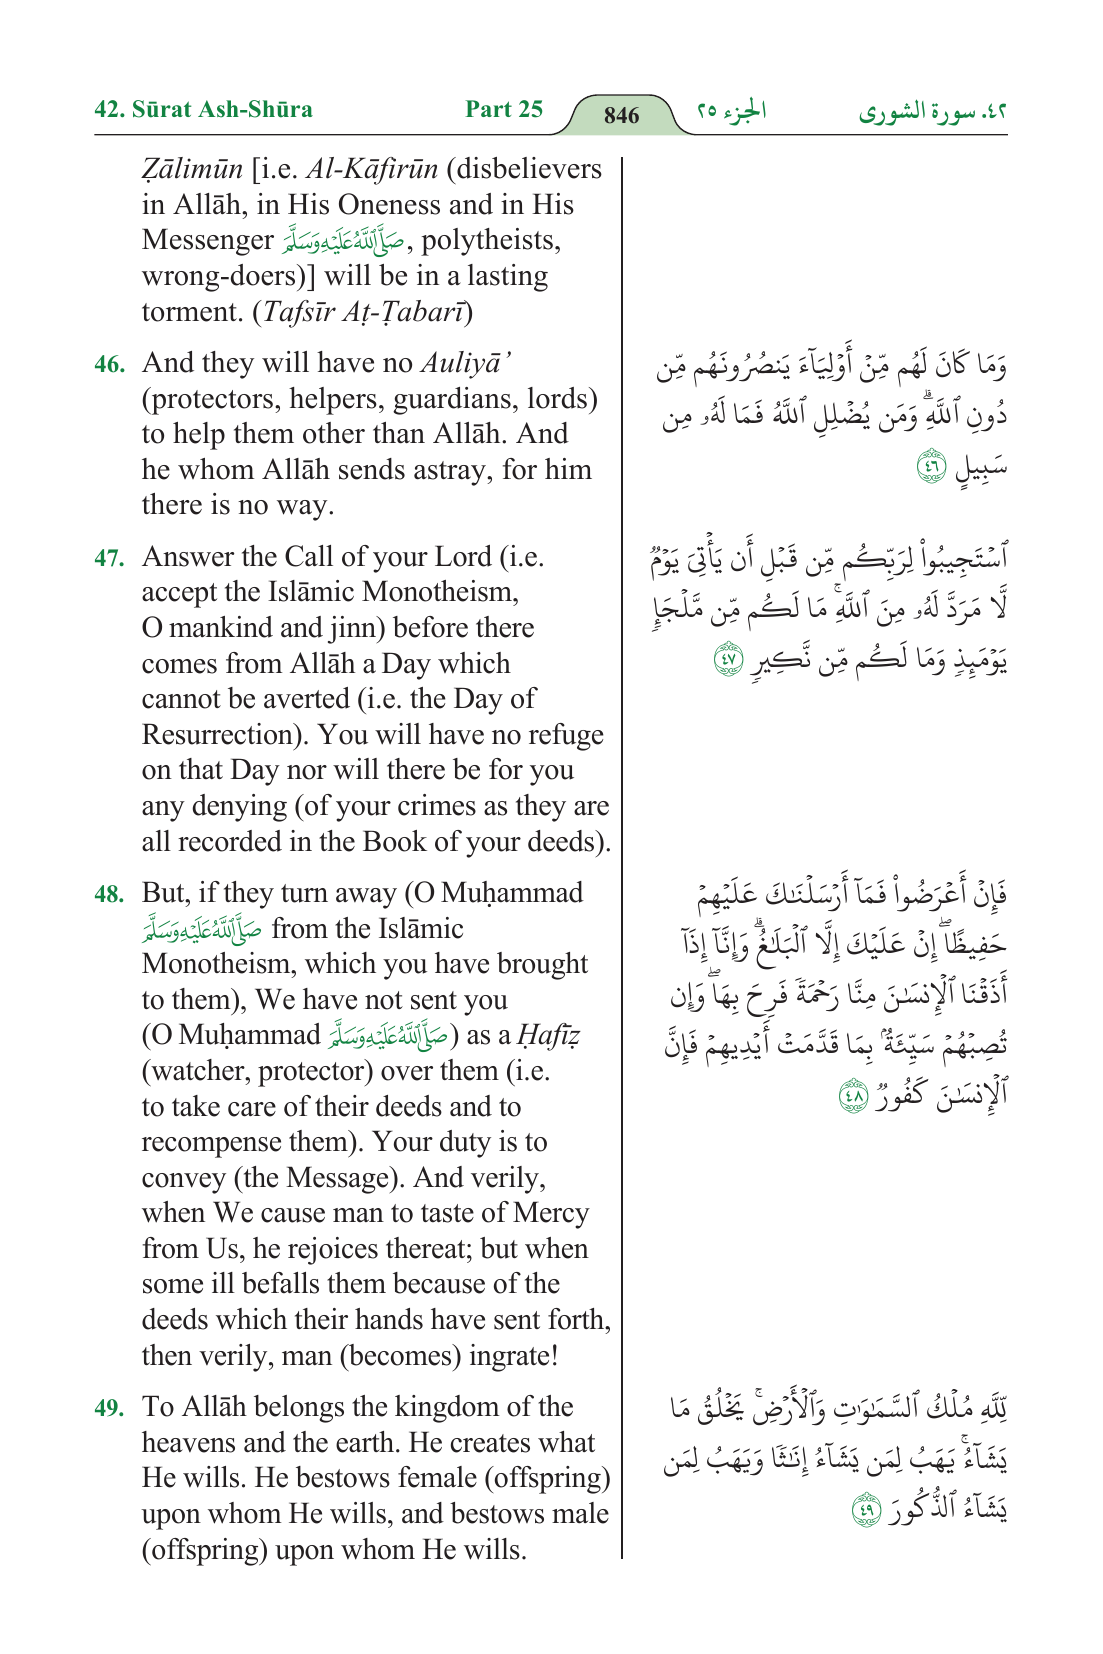 42. Sūrat Ash-Shūra Part 25 846 الجزء ٢٥ ٤٢. سورة الشورى
Ẓālimūn [i.e. Al-Kāfirūn (disbelievers
in Allāh, in His Oneness and in His
Messenger صَلَّى ٱللَّهُ عَلَيْهِ وَسَلَّمَ, polytheists,
wrong-doers)] will be in a lasting
torment. (Tafsīr Aṭ-Ṭabarī)
46. And they will have no Auliyā’
(protectors, helpers, guardians, lords)
to help them other than Allāh. And
he whom Allāh sends astray, for him
there is no way.
47. Answer the Call of your Lord (i.e.
accept the Islāmic Monotheism,
O mankind and jinn) before there
comes from Allāh a Day which
cannot be averted (i.e. the Day of
Resurrection). You will have no refuge
on that Day nor will there be for you
any denying (of your crimes as they are
all recorded in the Book of your deeds).
48. But, if they turn away (O Muḥammad
صَلَّى ٱللَّهُ عَلَيْهِ وَسَلَّمَ from the Islāmic
Monotheism, which you have brought
to them), We have not sent you
(O Muḥammad صَلَّى ٱللَّهُ عَلَيْهِ وَسَلَّمَ) as a Ḥafīẓ
(watcher, protector) over them (i.e.
to take care of their deeds and to
recompense them). Your duty is to
convey (the Message). And verily,
when We cause man to taste of Mercy
from Us, he rejoices thereat; but when
some ill befalls them because of the
deeds which their hands have sent forth,
then verily, man (becomes) ingrate!
49. To Allāh belongs the kingdom of the
heavens and the earth. He creates what
He wills. He bestows female (offspring)
upon whom He wills, and bestows male
(offspring) upon whom He wills.
وَمَا كَانَ لَهُم مِّنْ أَوْلِيَآءَ يَنصُرُونَهُم مِّن
دُونِ ٱللَّهِۗ وَمَن يُضْلِلِ ٱللَّهُ فَمَا لَهُۥ مِن
سَبِيلٍ ٤٦
ٱسْتَجِيبُوا۟ لِرَبِّكُم مِّن قَبْلِ أَن يَأْتِىَ يَوْمٌ
لَّا مَرَدَّ لَهُۥ مِنَ ٱللَّهِۚ مَا لَكُم مِّن مَّلْجَإٍ
يَوْمَئِذٍ وَمَا لَكُم مِّن نَّكِيرٍ ٤٧
فَإِنْ أَعْرَضُوا۟ فَمَآ أَرْسَلْنَٰكَ عَلَيْهِمْ
حَفِيظًاۖ إِنْ عَلَيْكَ إِلَّا ٱلْبَلَٰغُۗ وَإِنَّآ إِذَآ
أَذَقْنَا ٱلْإِنسَٰنَ مِنَّا رَحْمَةً فَرِحَ بِهَاۖ وَإِن
تُصِبْهُمْ سَيِّئَةٌۢ بِمَا قَدَّمَتْ أَيْدِيهِمْ فَإِنَّ
ٱلْإِنسَٰنَ كَفُورٌ ٤٨
لِّلَّهِ مُلْكُ ٱلسَّمَٰوَٰتِ وَٱلْأَرْضِۚ يَخْلُقُ مَا
يَشَآءُۚ يَهَبُ لِمَن يَشَآءُ إِنَٰثًا وَيَهَبُ لِمَن
يَشَآءُ ٱلذُّكُورَ ٤٩